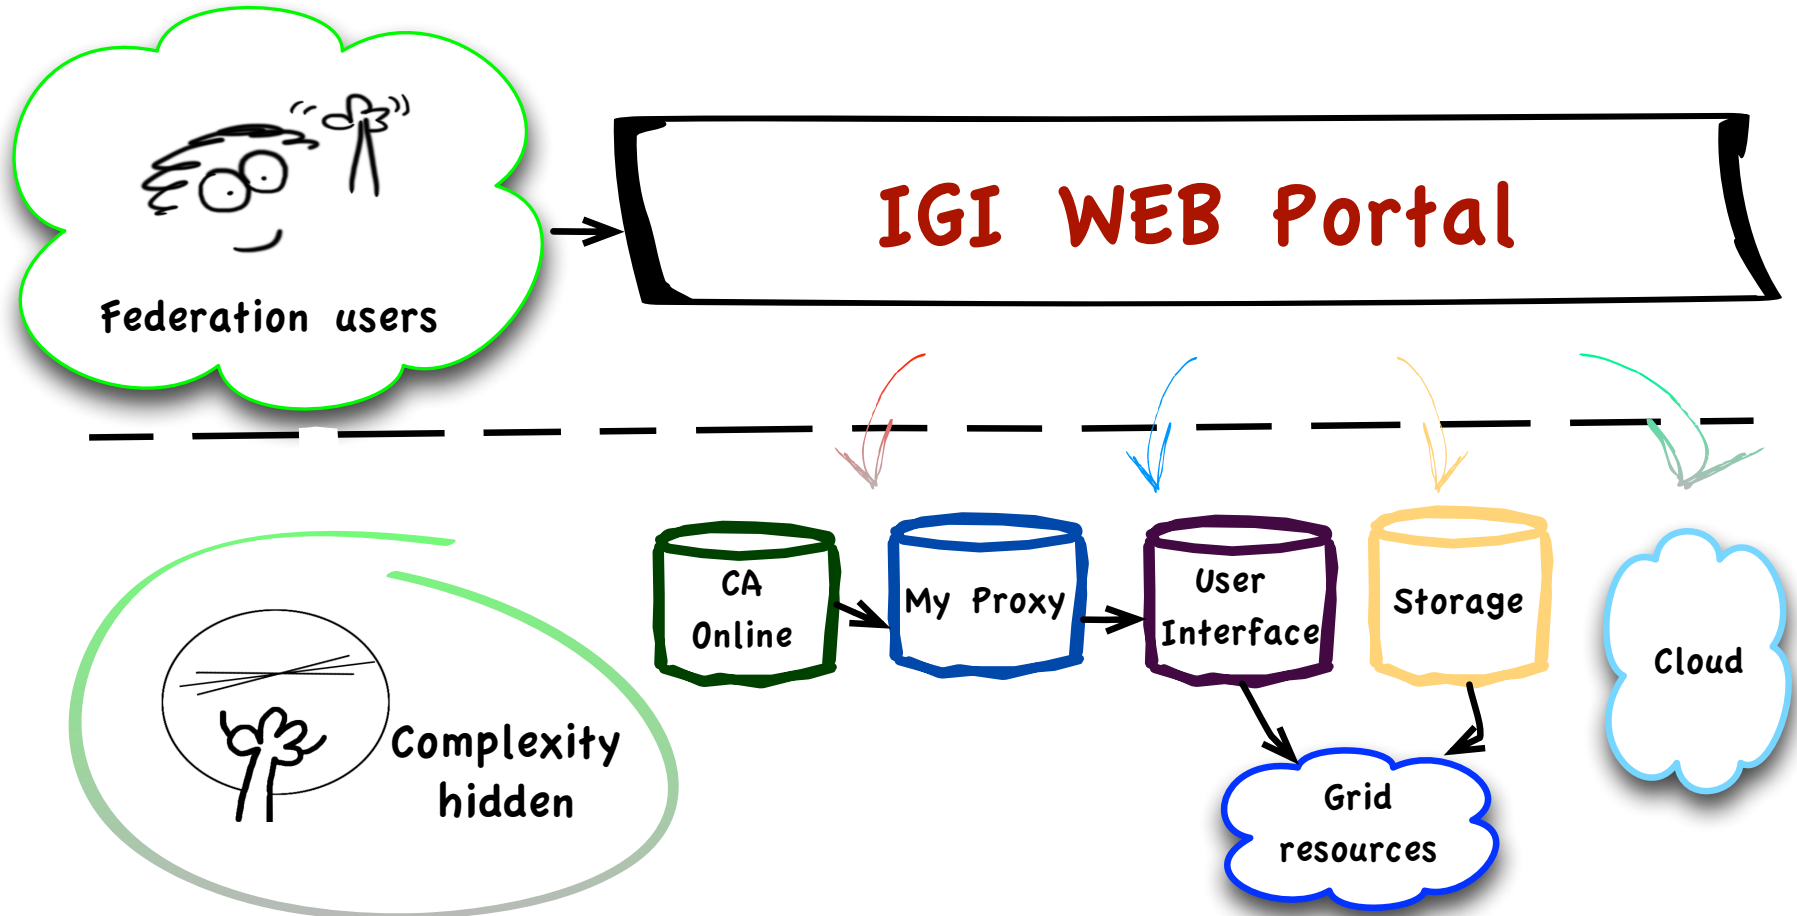 IGI WEB Portal
Federation users
CA
Online
My Proxy
User
Interface
Storage
Cloud
Complexity
hidden
Grid
resources